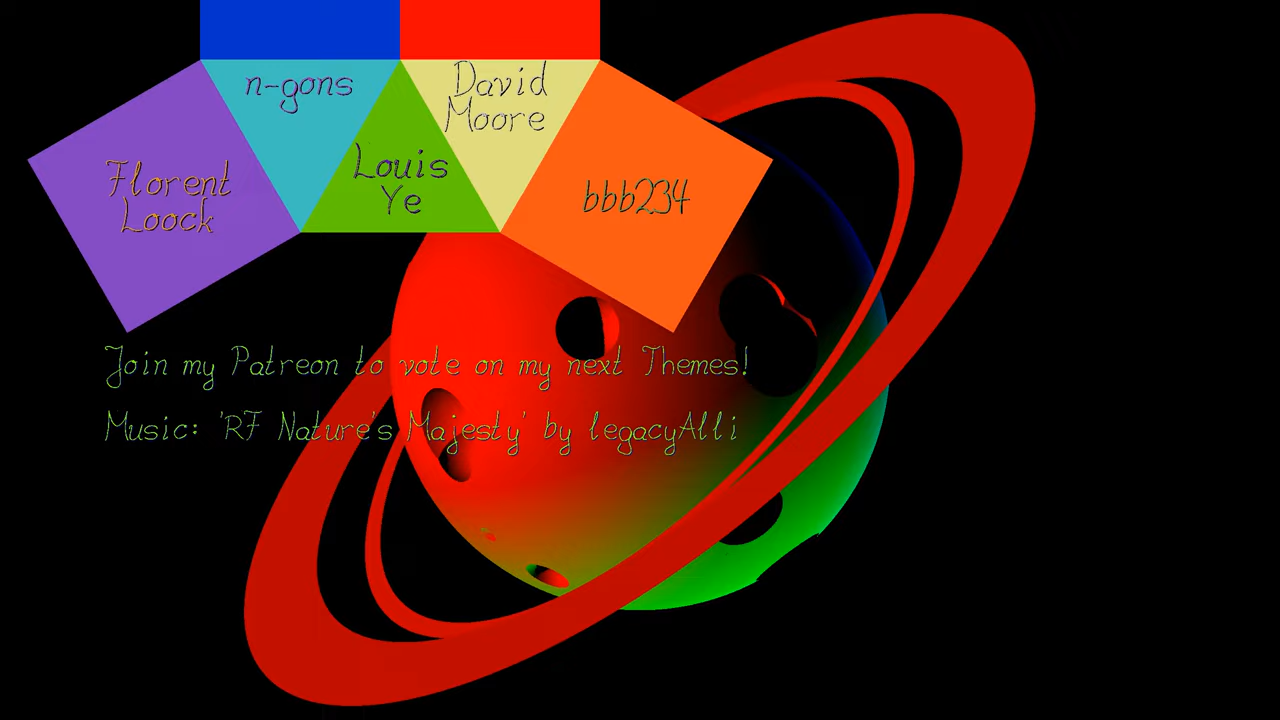 n-gons
David
Moore
Louis
Ye
Florent
Loock
bbb234
Join my Patreon to vote on my next Themes!
Music: 'RF Nature's Majesty' by legacyAlli